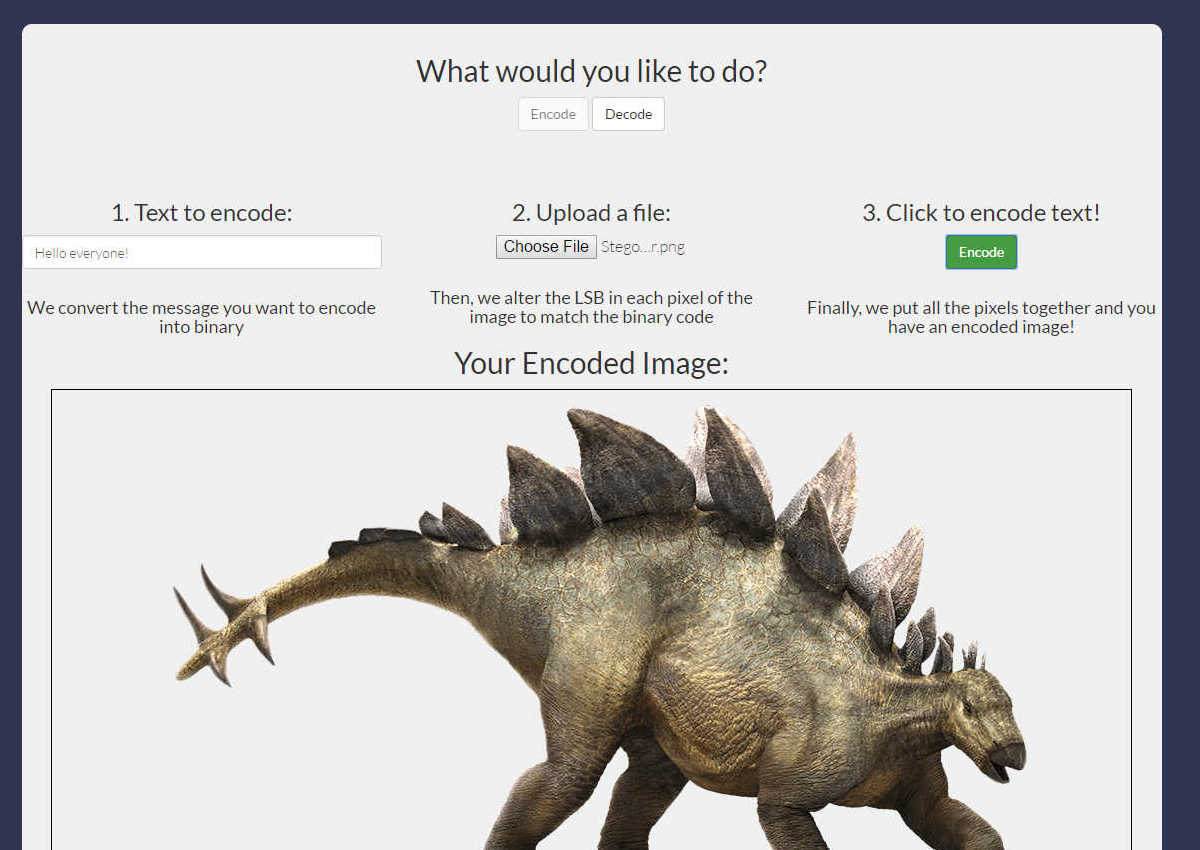 What would you like to do?
Encode Decode
1. Text to encode:
Hello everyone!
We convert the message you want to encode
into binary
2. Upload a file:
Choose File Stego...r.png
Then, we alter the LSB in each pixel of the
image to match the binary code
3. Click to encode text!
Encode
Finally, we put all the pixels together and you
have an encoded image!
Your Encoded Image: